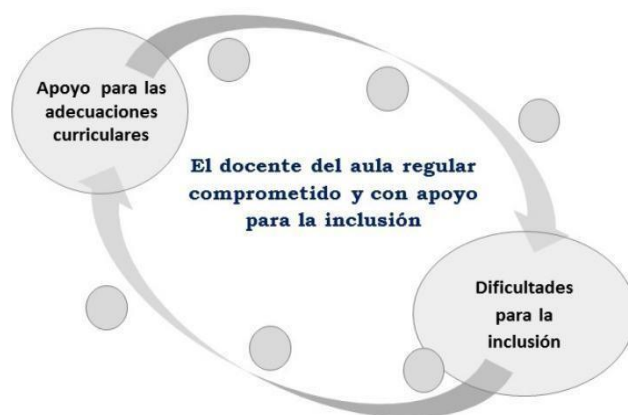 Apoyo para las
adecuaciones
curriculares
El docente del aula regular
comprometido y con apoyo
para la inclusión
Dificultades
para la
inclusión